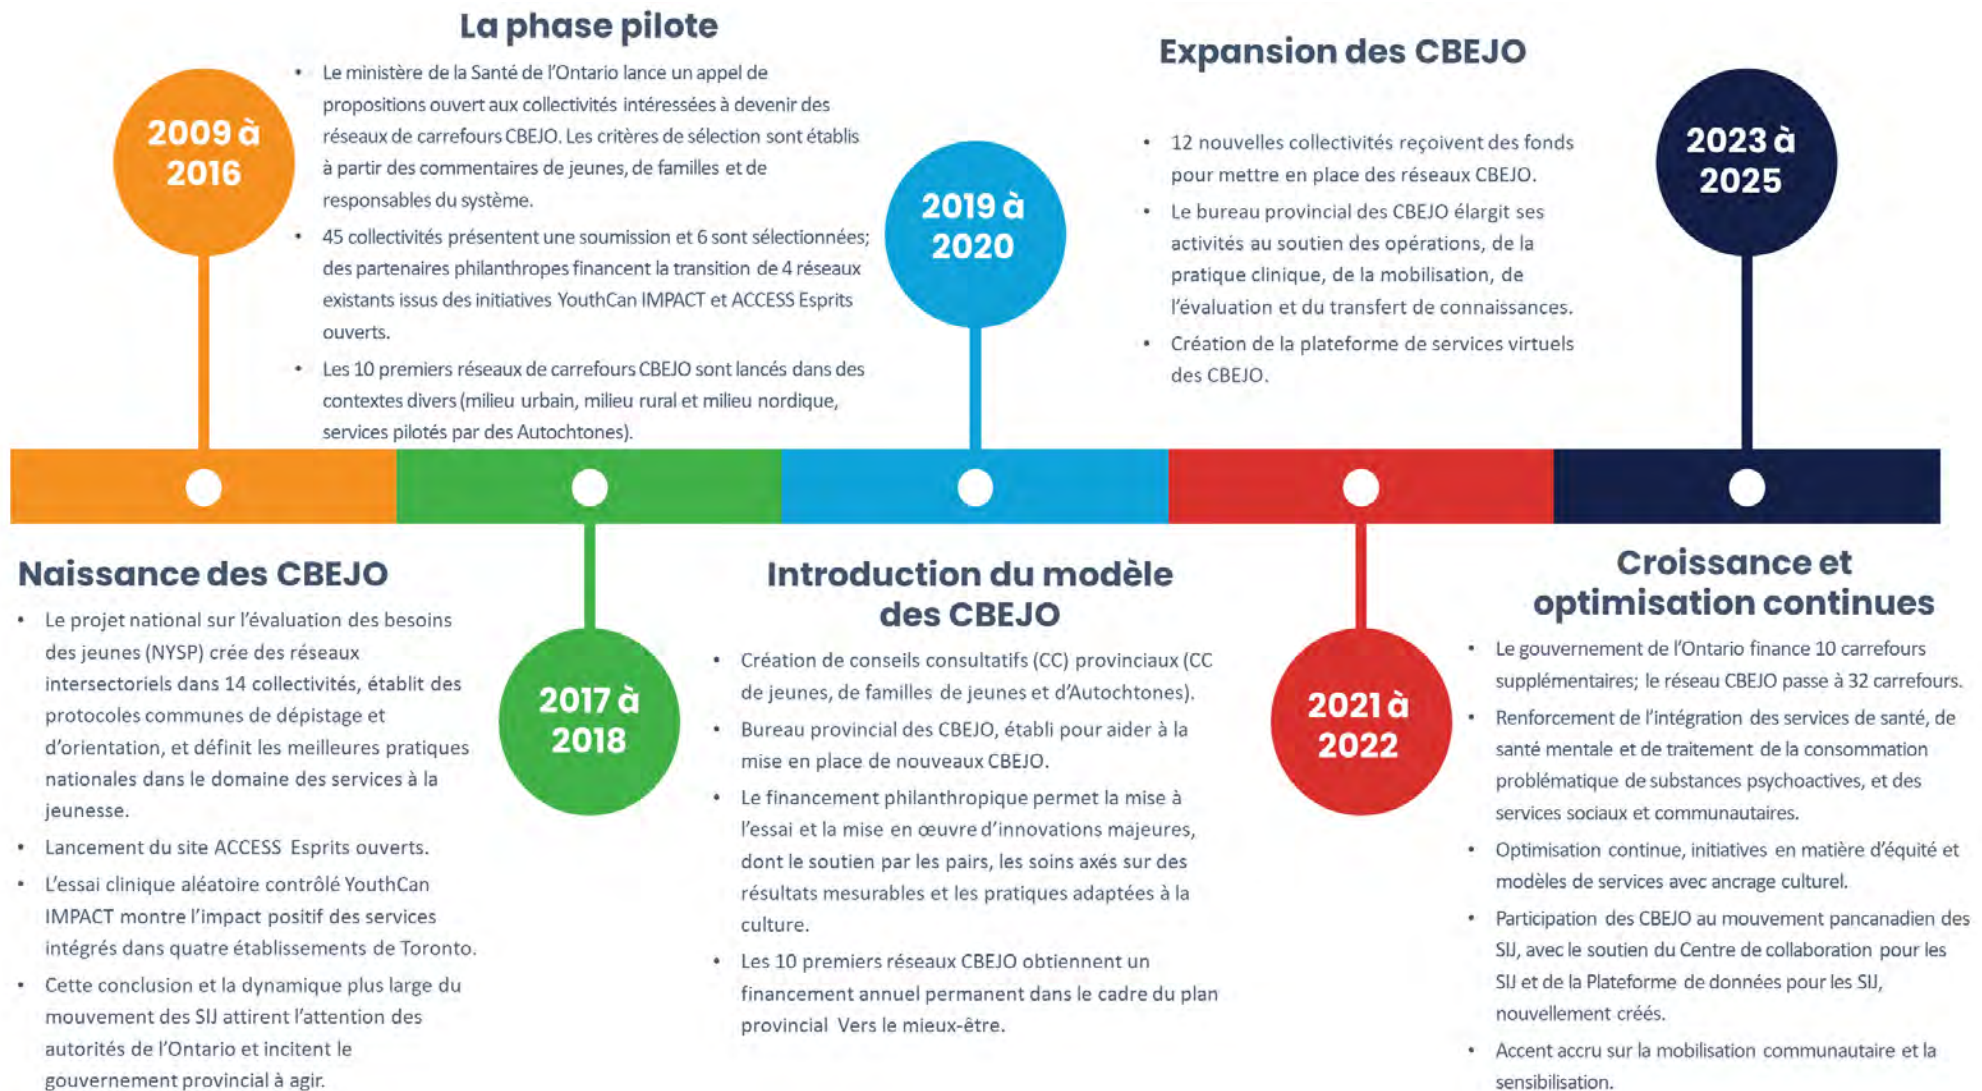 2009 à
2016
Naissance des CBEJO
• Le projet national sur l'évaluation des besoins
des jeunes (NYSP) crée des réseaux
intersectoriels dans 14 collectivités, établit des
protocoles communes de dépistage et
d'orientation, et définit les meilleures pratiques
nationales dans le domaine des services à la
jeunesse.
• Lancement du site ACCESS Esprits ouverts.
• L'essai clinique aléatoire contrôlé YouthCan
IMPACT montre l'impact positif des services
intégrés dans quatre établissements de Toronto.
• Cette conclusion et la dynamique plus large du
mouvement des SIJ attirent l'attention des
autorités de l'Ontario et incitent le
gouvernement provincial à agir.
La phase pilote
• Le ministère de la Santé de l'Ontario lance un appel de
propositions ouvert aux collectivités intéressées à devenir des
réseaux de carrefours CBEJO. Les critères de sélection sont établis
à partir des commentaires de jeunes, de familles et de
responsables du système.
• 45 collectivités présentent une soumission et 6 sont sélectionnées;
des partenaires philanthropes financent la transition de 4 réseaux
existants issus des initiatives YouthCan IMPACT et ACCESS Esprits
ouverts.
• Les 10 premiers réseaux de carrefours CBEJO sont lancés dans des
contextes divers (milieu urbain, milieu rural et milieu nordique,
services pilotés par des Autochtones).
2017 à
2018
2019 à
2020
Introduction du modèle
des CBEJO
• Création de conseils consultatifs (CC) provinciaux (CC
de jeunes, de familles de jeunes et d'Autochtones).
• Bureau provincial des CBEJO, établi pour aider à la
mise en place de nouveaux CBEJO.
• Le financement philanthropique permet la mise à
l'essai et la mise en œuvre d'innovations majeures,
dont le soutien par les pairs, les soins axés sur des
résultats mesurables et les pratiques adaptées à la
culture.
• Les 10 premiers réseaux CBEJO obtiennent un
financement annuel permanent dans le cadre du plan
provincial Vers le mieux-être.
Expansion des CBEJO
• 12 nouvelles collectivités reçoivent des fonds
pour mettre en place des réseaux CBEJO.
• Le bureau provincial des CBEJO élargit ses
activités au soutien des opérations, de la
pratique clinique, de la mobilisation, de
l'évaluation et du transfert de connaissances.
• Création de la plateforme de services virtuels
des CBEJO.
2021 à
2022
2023 à
2025
Croissance et
optimisation continues
• Le gouvernement de l'Ontario finance 10 carrefours
supplémentaires; le réseau CBEJO passe à 32 carrefours.
• Renforcement de l'intégration des services de santé, de
santé mentale et de traitement de la consommation
problématique de substances psychoactives, et des
services sociaux et communautaires.
• Optimisation continue, initiatives en matière d'équité et
modèles de services avec ancrage culturel.
• Participation des CBEJO au mouvement pancanadien des
SIJ, avec le soutien du Centre de collaboration pour les
SIJ et de la Plateforme de données pour les SIJ,
nouvellement créés.
• Accent accru sur la mobilisation communautaire et la
sensibilisation.